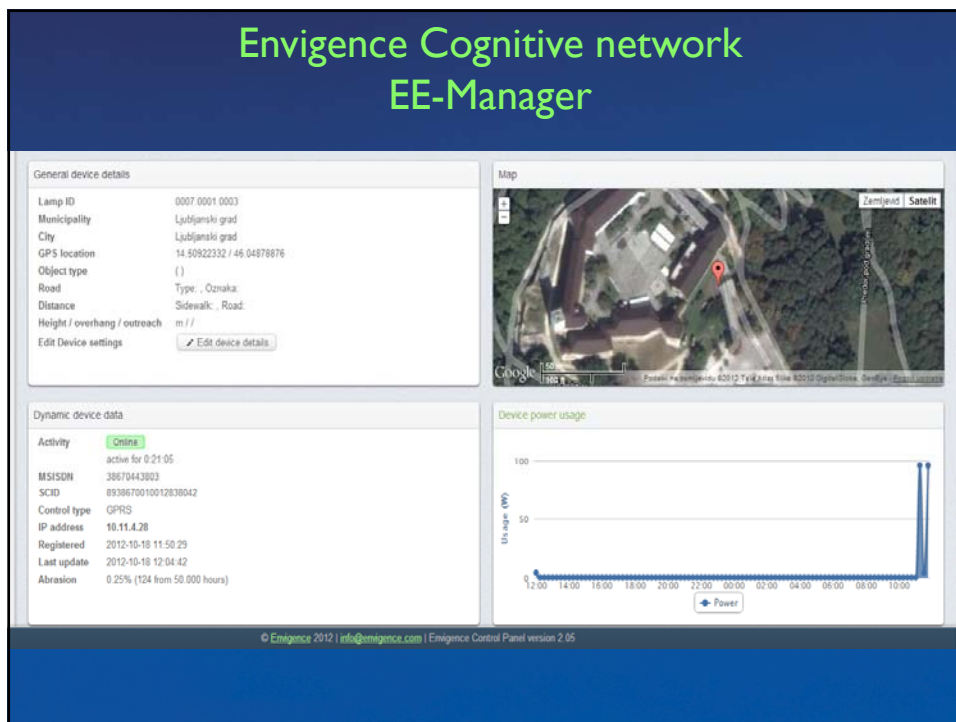 Envigence Cognitive network
EE-Manager
General device details
Lamp ID 0007.0001.0003
Municipality Ljubljanski grad
City Ljubljanski grad
GPS location 14.50922332 / 46.04878876
Object type ( )
Road Type: , Oznaka:
Distance Sidewalk: , Road:
Height / overhang / outreach m / /
Edit Device settings Edit device details
Map
+
−
Zemljevid Satelit
Google
Dynamic device data
Activity Online
active for 0:21:05
MSISDN 38670443803
SCID 8938670010012838042
Control type GPRS
IP address 10.11.4.28
Registered 2012-10-18 11:50:29
Last update 2012-10-18 12:04:42
Abrasion 0.25% (124 from 50.000 hours)
Device power usage
100
50
0
Usage (W)
12:00 14:00 16:00 18:00 20:00 22:00 00:00 02:00 04:00 06:00 08:00 10:00
Power
© Envigence 2012 | info@envigence.com | Envigence Control Panel version 2.05